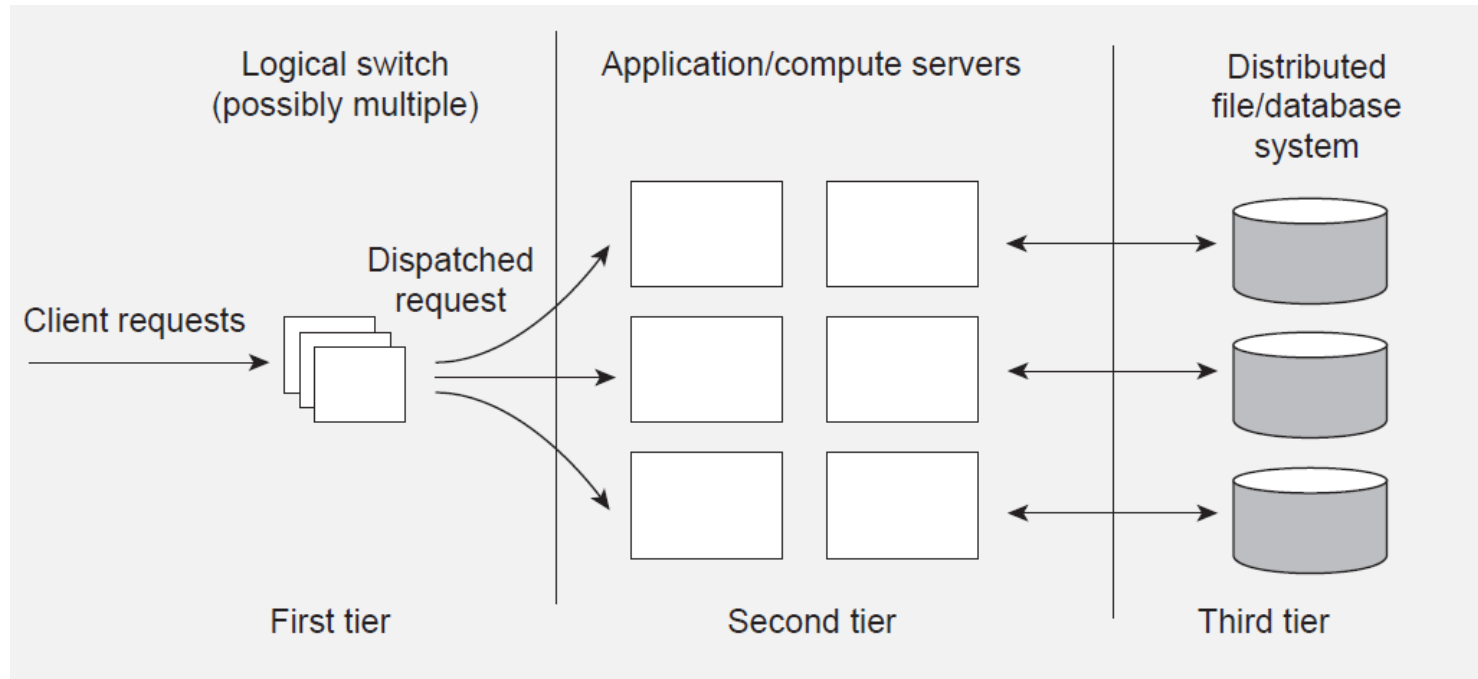 Logical switch
(possibly multiple)
Application/compute servers
Distributed
file/database
system
Dispatched
request
Client requests
First tier
Second tier
Third tier